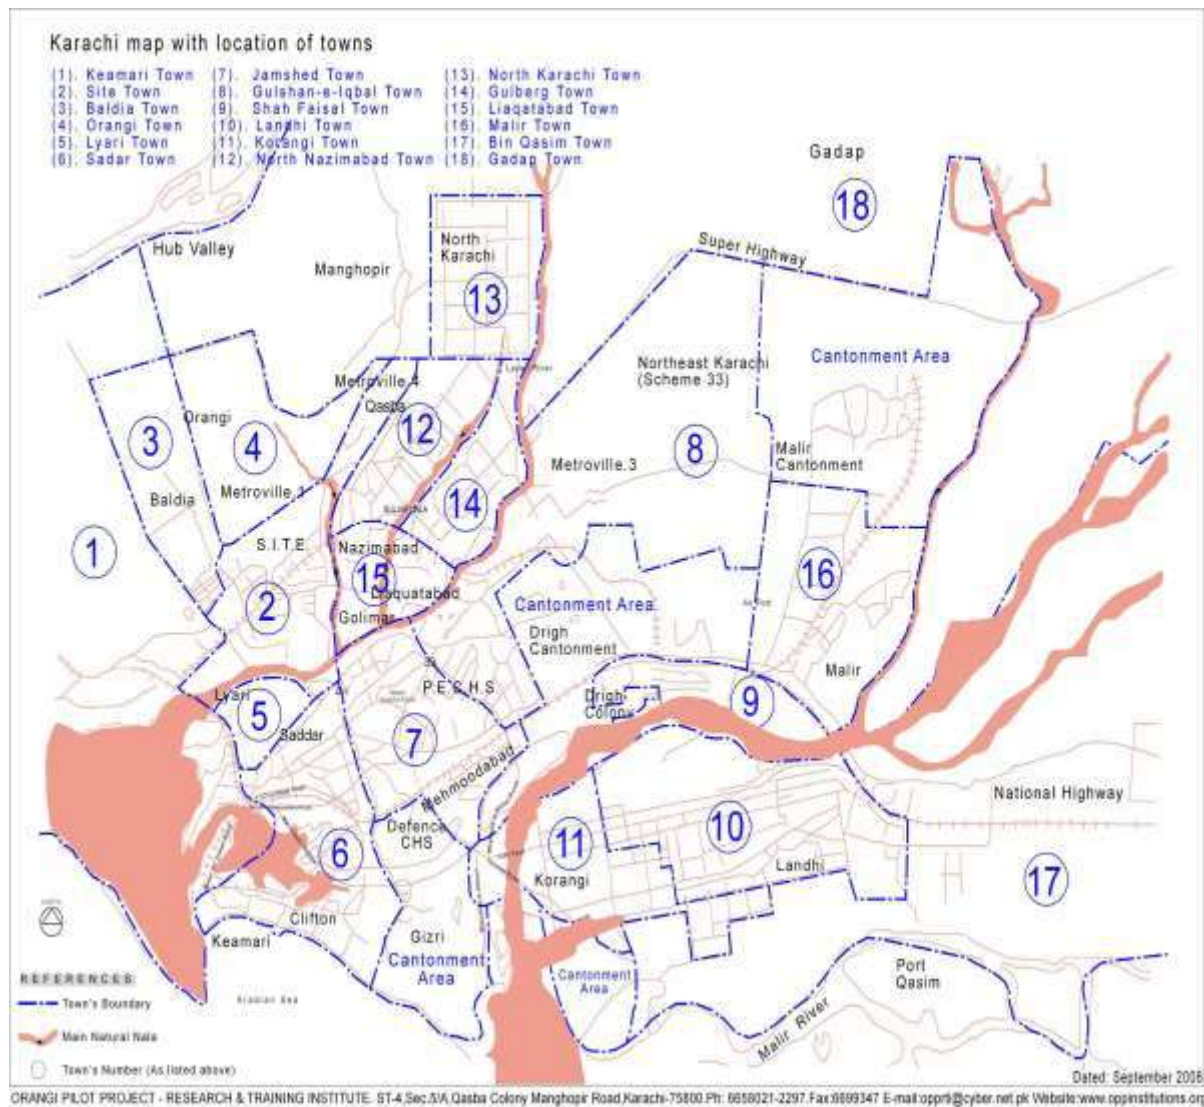 Karachi map with location of towns
(1). Keamari Town (7). Jamshed Town (13). North Karachi Town
(2). Site Town (8). Gulshan-e-Iqbal Town (14). Gulberg Town
(3). Baldia Town (9). Shah Faisal Town (15). Liaqatabad Town
(4). Orangi Town (10). Landhi Town (16). Malir Town
(5). Lyari Town (11). Korangi Town (17). Bin Qasim Town
(6). Sadar Town (12). North Nazimabad Town (18). Gadap Town
Gadap
18
Super Highway
Hub Valley
Manghopir
North
Karachi
13
Cantonment Area
Northeast Karachi
(Scheme 33)
Metroville.4
Qasba
12
Orangi
3
4
8
Malir
Cantonment
Metroville.3
Metroville.1
Baldia
14
1
S.I.T.E
Nazimabad
15
Liaquatabad
Golimar
2
16
Cantonment Area
Drigh
Cantonment
Malir
P.E.C.H.S
Lyari
5
Saddar
7
Drigh
Colony
9
Mehmoodabad
National Highway
Defence
CHS
6
11
10
Korangi
Landhi
17
Clifton
Keamari
Gizri
Cantonment
Area
Cantonment
Area
Port
Qasim
Malir River
Arabian Sea
REFERENCES
Town's Boundary
Main Natural Nala
Town's Number (As listed above)
Dated: September 2008
ORANGI PILOT PROJECT - RESEARCH & TRAINING INSTITUTE. ST-4,Sec.5/A,Qasba Colony Manghopir Road,Karachi-75800.Ph: 6658021-2297.Fax:6699347 E-mail:opprti@cyber.net.pk Website:www.oppinstitutions.o